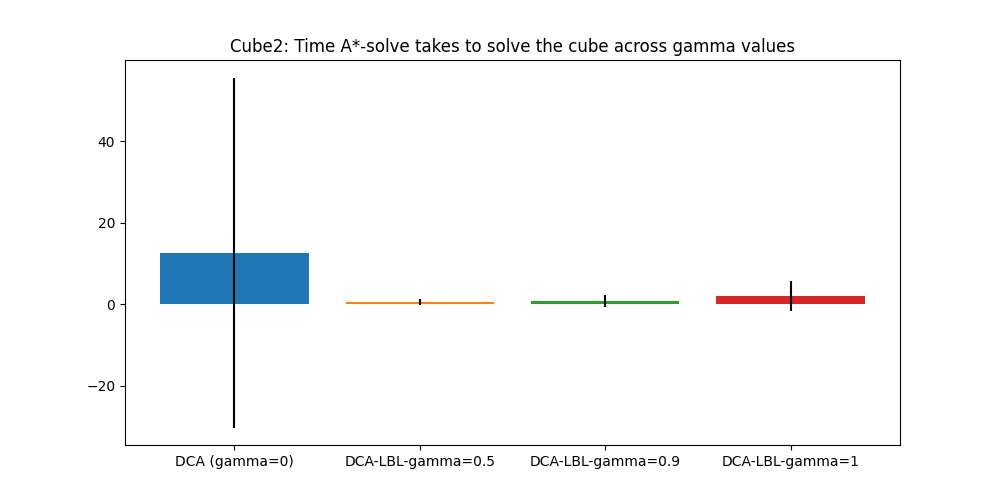 Cube2: Time A*-solve takes to solve the cube across gamma values
40
20
0
−20
DCA (gamma=0)
DCA-LBL-gamma=0.5
DCA-LBL-gamma=0.9
DCA-LBL-gamma=1